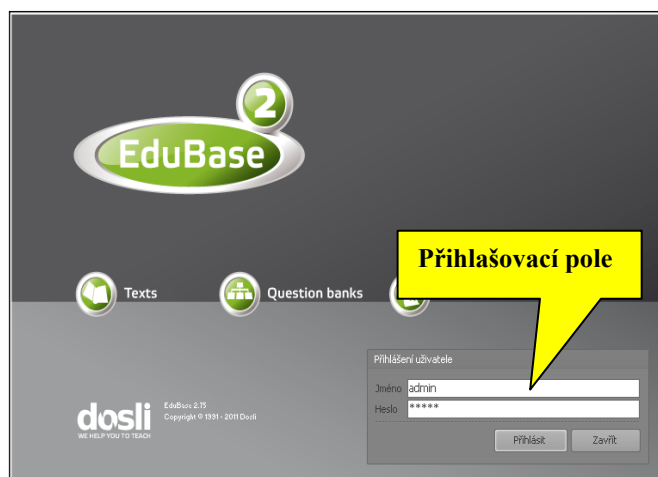 2
EduBase
Přihlašovací pole
Texts
Question banks
Přihlášení uživatele
Jméno admin
Heslo *****
Přihlásit Zavřít
dosli
WE HELP YOU TO TEACH
EduBase 2.75
Copyright © 1991 - 2011 Dosli